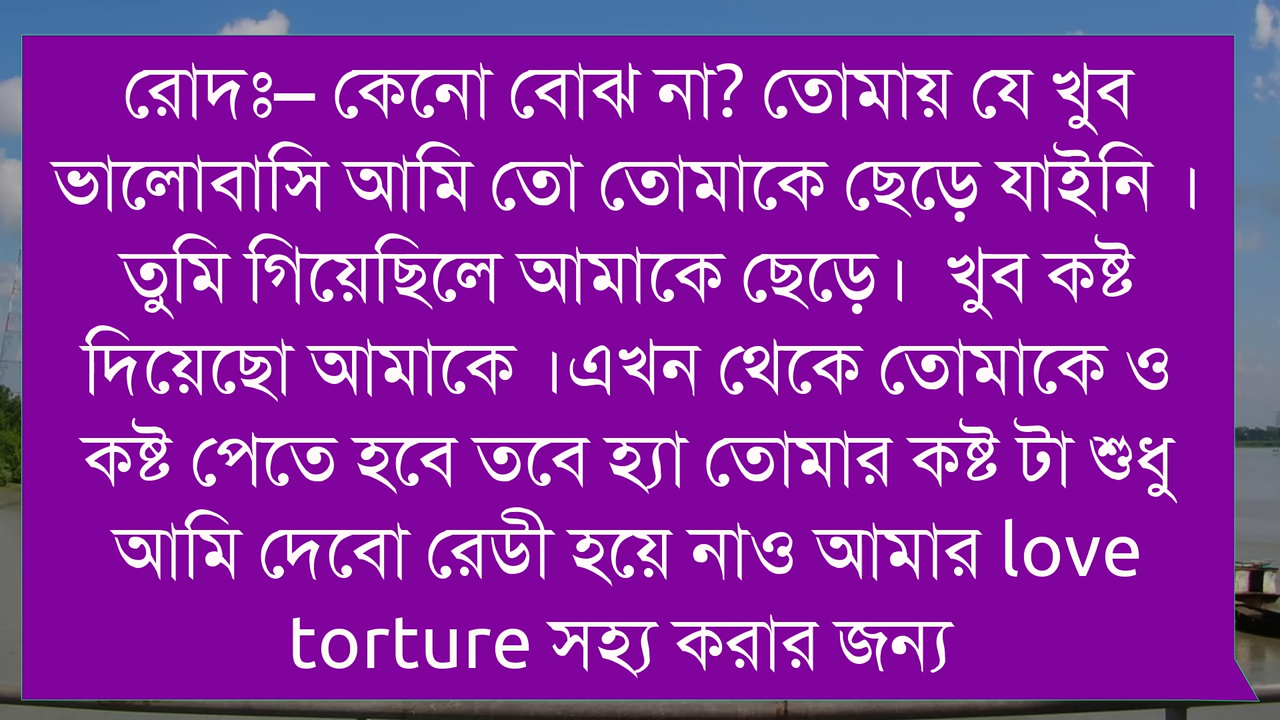 রোদঃ– কেনো বোঝ না? তোমায় যে খুব
ভালোবাসি আমি তো তোমাকে ছেড়ে যাইনি ।
তুমি গিয়েছিলে আমাকে ছেড়ে। খুব কষ্ট
দিয়েছো আমাকে ।এখন থেকে তোমাকে ও
কষ্ট পেতে হবে তবে হ্যা তোমার কষ্ট টা শুধু
আমি দেবো রেডী হয়ে নাও আমার love
torture সহ্য করার জন্য